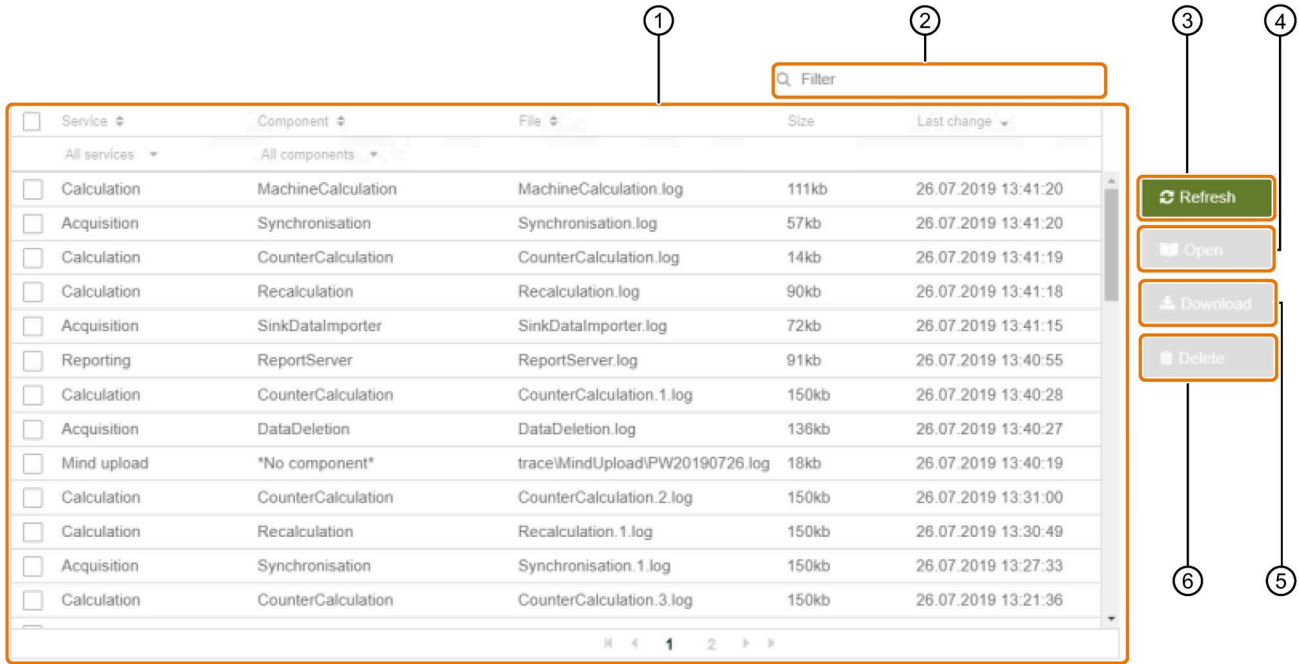 1 2 3 4
Filter
Service Component File Size Last change
All services All components
Calculation MachineCalculation MachineCalculation.log 111kb 26.07.2019 13:41:20
Refresh
Acquisition Synchronisation Synchronisation.log 57kb 26.07.2019 13:41:20
Calculation CounterCalculation CounterCalculation.log 14kb 26.07.2019 13:41:19
Open
Calculation Recalculation Recalculation.log 90kb 26.07.2019 13:41:18
Download
Acquisition SinkDataImporter SinkDataImporter.log 72kb 26.07.2019 13:41:15
Reporting ReportServer ReportServer.log 91kb 26.07.2019 13:40:55
Delete
Calculation CounterCalculation CounterCalculation.1.log 150kb 26.07.2019 13:40:28
Acquisition DataDeletion DataDeletion.log 136kb 26.07.2019 13:40:27
Mind upload *No component* trace\MindUpload\PW20190726.log 18kb 26.07.2019 13:40:19
Calculation CounterCalculation CounterCalculation.2.log 150kb 26.07.2019 13:31:00
Calculation Recalculation Recalculation.1.log 150kb 26.07.2019 13:30:49
Acquisition Synchronisation Synchronisation.1.log 150kb 26.07.2019 13:27:33
6 5
Calculation CounterCalculation CounterCalculation.3.log 150kb 26.07.2019 13:21:36
1 2